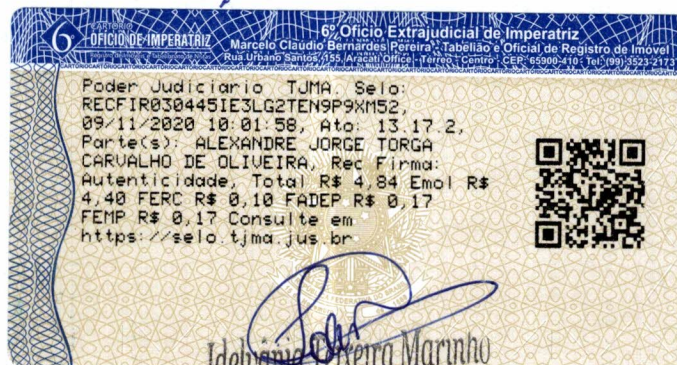 CARTÓRIO
6º OFÍCIO DE IMPERATRIZ
6º Ofício Extrajudicial de Imperatriz
Marcelo Claudio Bernardes Pereira - Tabelião e Oficial de Registro de Imóvel
Rua Urbano Santos, 155, Aracati Office - Térreo - Centro - CEP: 65900-410 - Tel: (99) 3523-2173
Poder Judiciario TJMA. Selo:
RECFIR030445IE3LG2TEN9P9XM52,
09/11/2020 10:01:58, Ato: 13.17.2,
Parte(s): ALEXANDRE JORGE TORGA
CARVALHO DE OLIVEIRA, Rec Firma:
Autenticidade, Total R$ 4,84 Emol R$
4,40 FERC R$ 0,10 FADEP R$ 0,17
FEMP R$ 0,17 Consulte em
https://selo.tjma.jus.br
Marinho